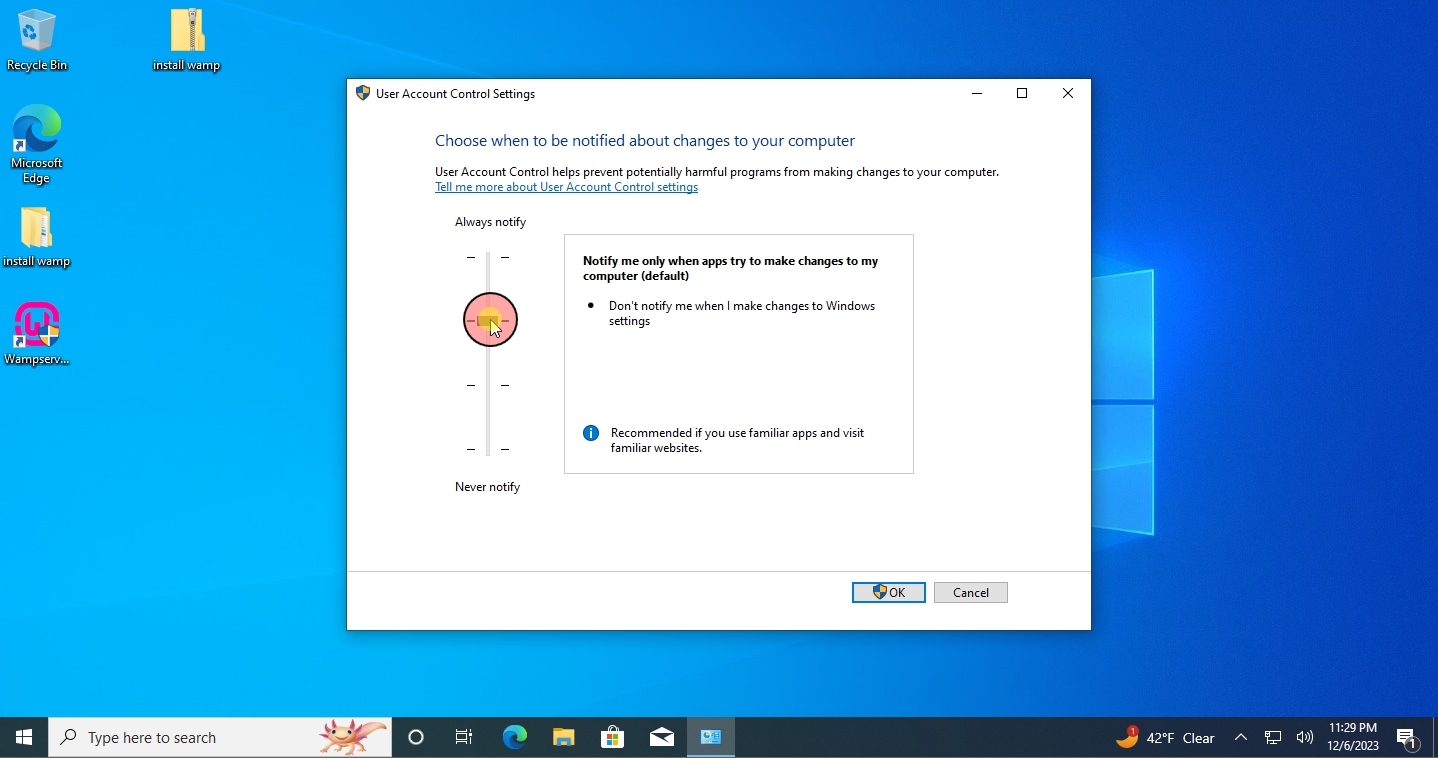 Recycle Bin
install wamp
Microsoft
Edge
install wamp
Wampserv...
User Account Control Settings
Choose when to be notified about changes to your computer
User Account Control helps prevent potentially harmful programs from making changes to your computer.
Tell me more about User Account Control settings
Always notify
Notify me only when apps try to make changes to my
computer (default)
• Don't notify me when I make changes to Windows
settings
Recommended if you use familiar apps and visit
familiar websites.
Never notify
OK
Cancel
Type here to search
1
42°F Clear
11:29 PM
12/6/2023
1